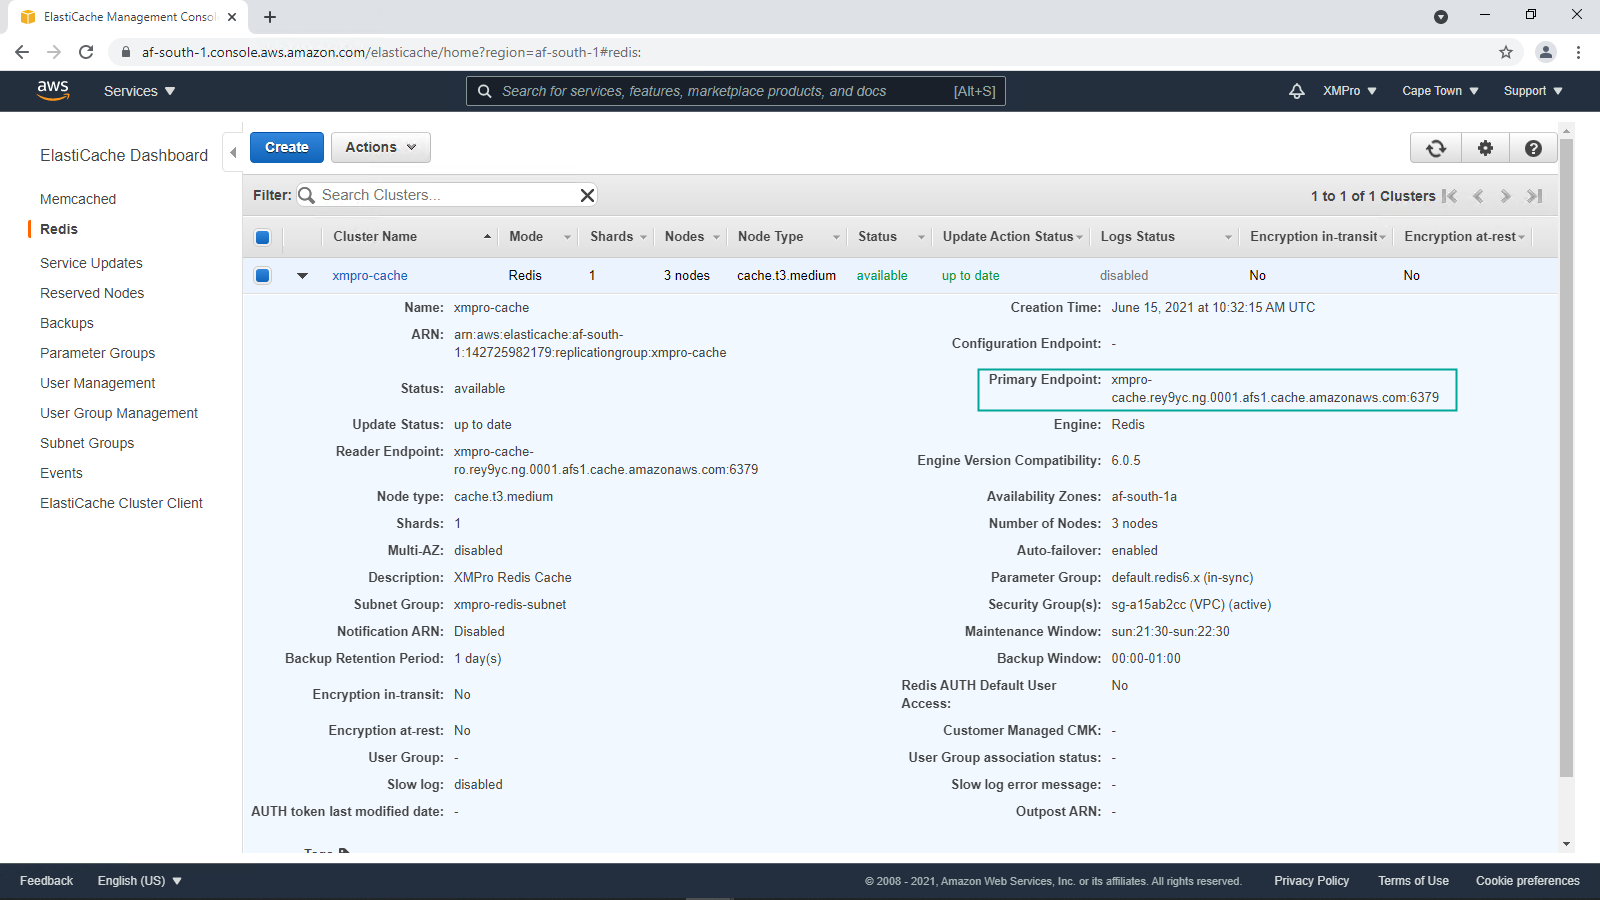 ElastiCache Management Consol
af-south-1.console.aws.amazon.com/elasticache/home?region=af-south-1#redis:
aws
Services
Search for services, features, marketplace products, and docs [Alt+S]
XMPro
Cape Town
Support
ElastiCache Dashboard
Memcached
Redis
Service Updates
Reserved Nodes
Backups
Parameter Groups
User Management
User Group Management
Subnet Groups
Events
ElastiCache Cluster Client
Create
Actions
Filter: Search Clusters...
1 to 1 of 1 Clusters
Cluster Name Mode Shards Nodes Node Type Status Update Action Status Logs Status Encryption in-transit Encryption at-rest
xmpro-cache Redis 1 3 nodes cache.t3.medium available up to date disabled No No
Name: xmpro-cache
ARN: arn:aws:elasticache:af-south-
1:142725982179:replicationgroup:xmpro-cache
Status: available
Update Status: up to date
Reader Endpoint: xmpro-cache-
ro.rey9yc.ng.0001.afs1.cache.amazonaws.com:6379
Node type: cache.t3.medium
Shards: 1
Multi-AZ: disabled
Description: XMPro Redis Cache
Subnet Group: xmpro-redis-subnet
Notification ARN: Disabled
Backup Retention Period: 1 day(s)
Encryption in-transit: No
Encryption at-rest: No
User Group: -
Slow log: disabled
AUTH token last modified date: -
Creation Time: June 15, 2021 at 10:32:15 AM UTC
Configuration Endpoint: -
Primary Endpoint: xmpro-
cache.rey9yc.ng.0001.afs1.cache.amazonaws.com:6379
Engine: Redis
Engine Version Compatibility: 6.0.5
Availability Zones: af-south-1a
Number of Nodes: 3 nodes
Auto-failover: enabled
Parameter Group: default.redis6.x (in-sync)
Security Group(s): sg-a15ab2cc (VPC) (active)
Maintenance Window: sun:21:30-sun:22:30
Backup Window: 00:00-01:00
Redis AUTH Default User No
Access:
Customer Managed CMK: -
User Group association status: -
Slow log error message: -
Outpost ARN: -
Feedback
English (US)
© 2008 - 2021, Amazon Web Services, Inc. or its affiliates. All rights reserved.
Privacy Policy
Terms of Use
Cookie preferences